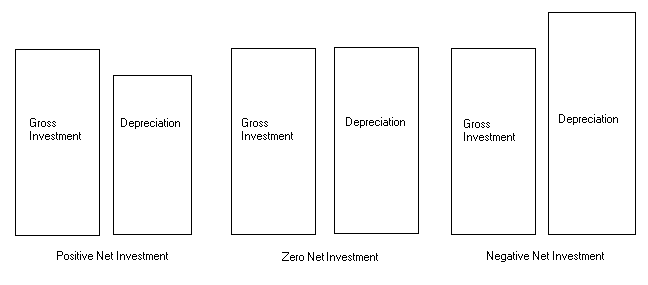 Gross
Investment
Depreciation
Positive Net Investment
Gross
Investment
Depreciation
Zero Net Investment
Gross
Investment
Depreciation
Negative Net Investment